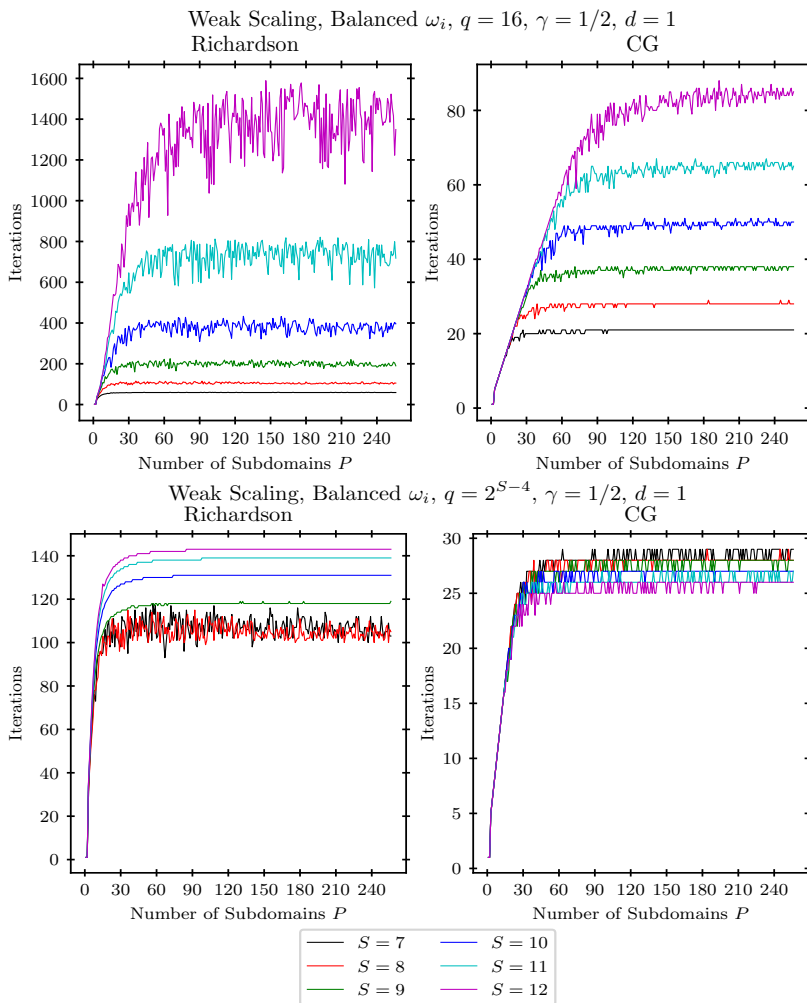 Weak Scaling, Balanced $\omega_i$, $q = 16$, $\gamma = 1/2$, $d = 1$
Richardson
CG
1600
1400
1200
1000
800
600
400
200
0
Iterations
0 30 60 90 120 150 180 210 240
Number of Subdomains $P$
80
60
40
20
0
Iterations
0 30 60 90 120 150 180 210 240
Number of Subdomains $P$
Weak Scaling, Balanced $\omega_i$, $q = 2^{S-4}$, $\gamma = 1/2$, $d = 1$
Richardson
CG
140
120
100
80
60
40
20
0
Iterations
0 30 60 90 120 150 180 210 240
Number of Subdomains $P$
30
25
20
15
10
5
0
Iterations
0 30 60 90 120 150 180 210 240
Number of Subdomains $P$
$S = 7$
$S = 8$
$S = 9$
$S = 10$
$S = 11$
$S = 12$